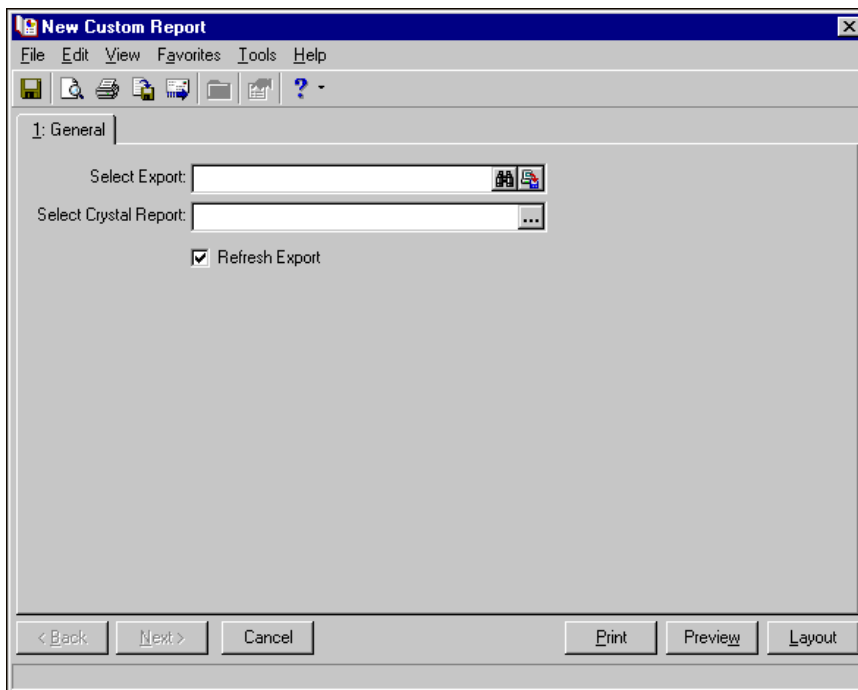 New Custom Report
File Edit View Favorites Tools Help
1: General
Select Export:
Select Crystal Report:
Refresh Export
< Back Next > Cancel Print Preview Layout